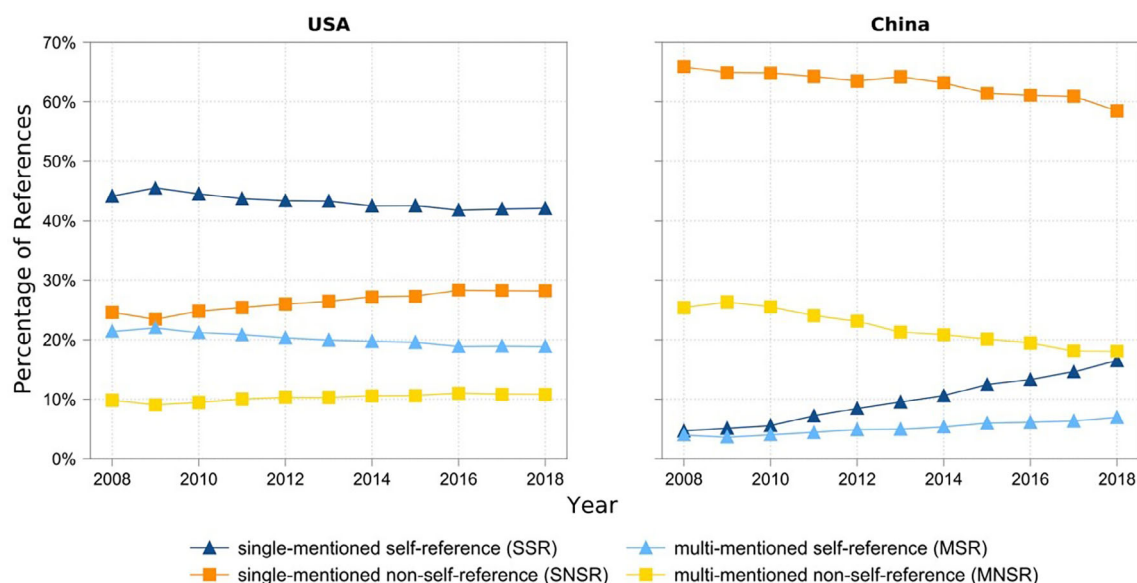 USA
China
Percentage of References
70%
60%
50%
40%
30%
20%
10%
0%
2008 2010 2012 2014 2016 2018
2008 2010 2012 2014 2016 2018
Year
single-mentioned self-reference (SSR)
multi-mentioned self-reference (MSR)
single-mentioned non-self-reference (SNSR)
multi-mentioned non-self-reference (MNSR)